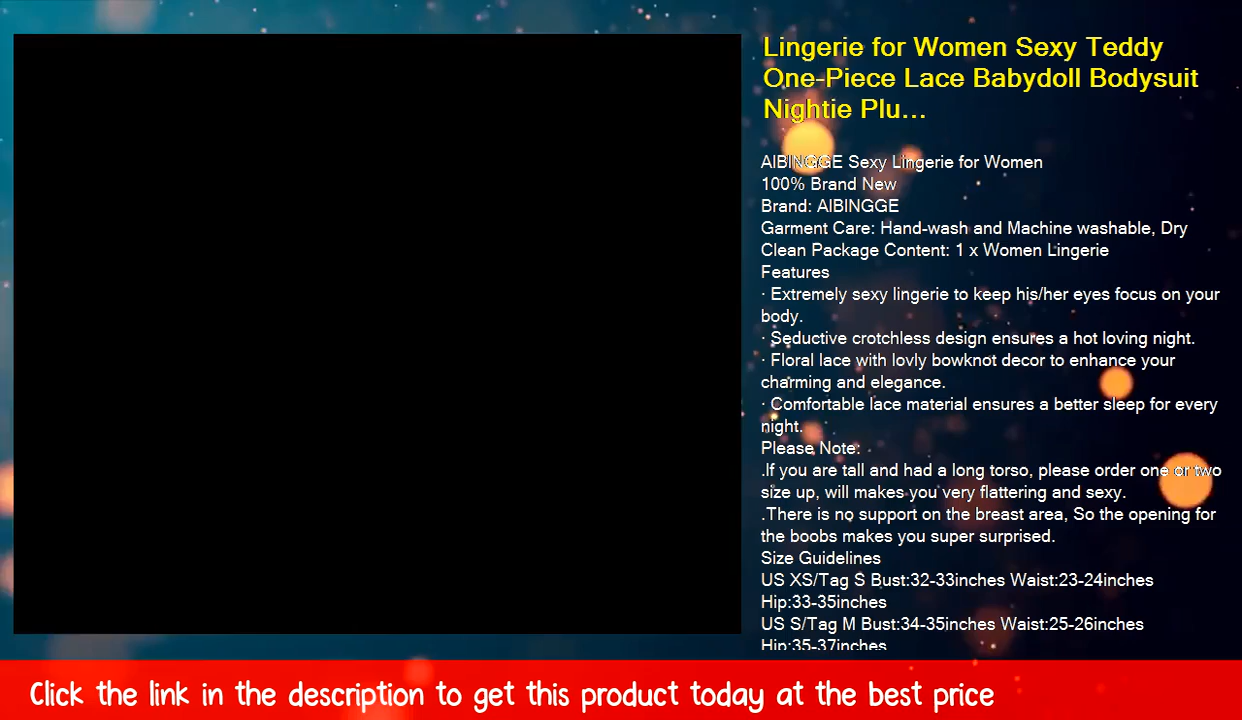 Lingerie for Women Sexy Teddy
One-Piece Lace Babydoll Bodysuit
Nightie Plu...
AIBINGGE Sexy Lingerie for Women
100% Brand New
Brand: AIBINGGE
Garment Care: Hand-wash and Machine washable, Dry
Clean Package Content: 1 x Women Lingerie
Features
· Extremely sexy lingerie to keep his/her eyes focus on your
body.
· Seductive crotchless design ensures a hot loving night.
· Floral lace with lovly bowknot decor to enhance your
charming and elegance.
· Comfortable lace material ensures a better sleep for every
night.
Please Note:
.If you are tall and had a long torso, please order one or two
size up, will makes you very flattering and sexy.
.There is no support on the breast area, So the opening for
the boobs makes you super surprised.
Size Guidelines
US XS/Tag S Bust:32-33inches Waist:23-24inches
Hip:33-35inches
US S/Tag M Bust:34-35inches Waist:25-26inches
Hip:35-37inches
Click the link in the description to get this product today at the best price